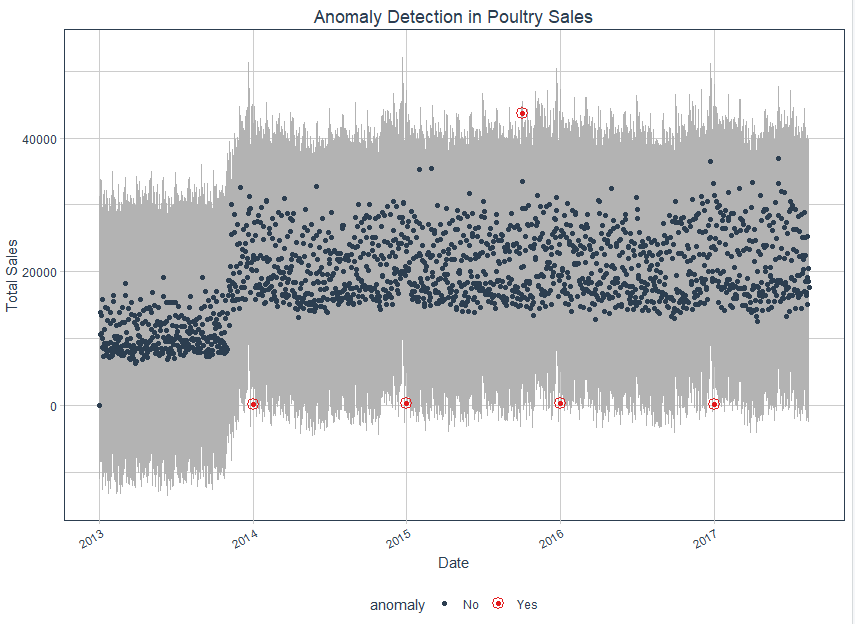 Anomaly Detection in Poultry Sales
40000
20000
0
Total Sales
2013
2014
2015
2016
2017
Date
anomaly No Yes